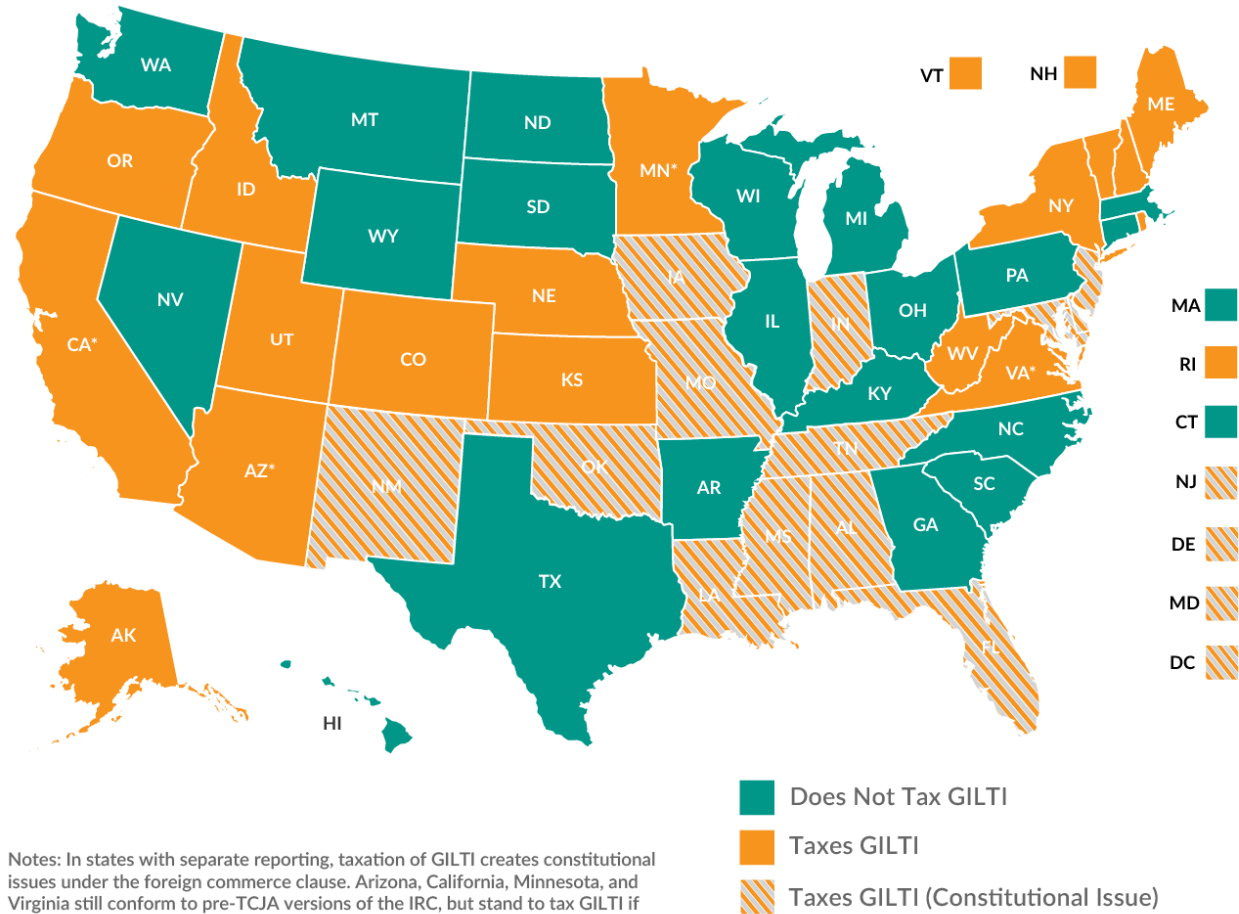 VT
NH
WA
MT
ND
ME
OR
ID
MN*
SD
WI
MI
NY
WY
IA
PA
NV
NE
MA
IL
IN
OH
CA*
UT
CO
RI
WV
KS
MO
VA*
KY
CT
NC
TN
AZ*
NM
OK
AR
SC
NJ
MS
AL
GA
DE
TX
LA
MD
AK
FL
DC
HI
Does Not Tax GILTI
Taxes GILTI
Taxes GILTI (Constitutional Issue)
Notes: In states with separate reporting, taxation of GILTI creates constitutional
issues under the foreign commerce clause. Arizona, California, Minnesota, and
Virginia still conform to pre-TCJA versions of the IRC, but stand to tax GILTI if